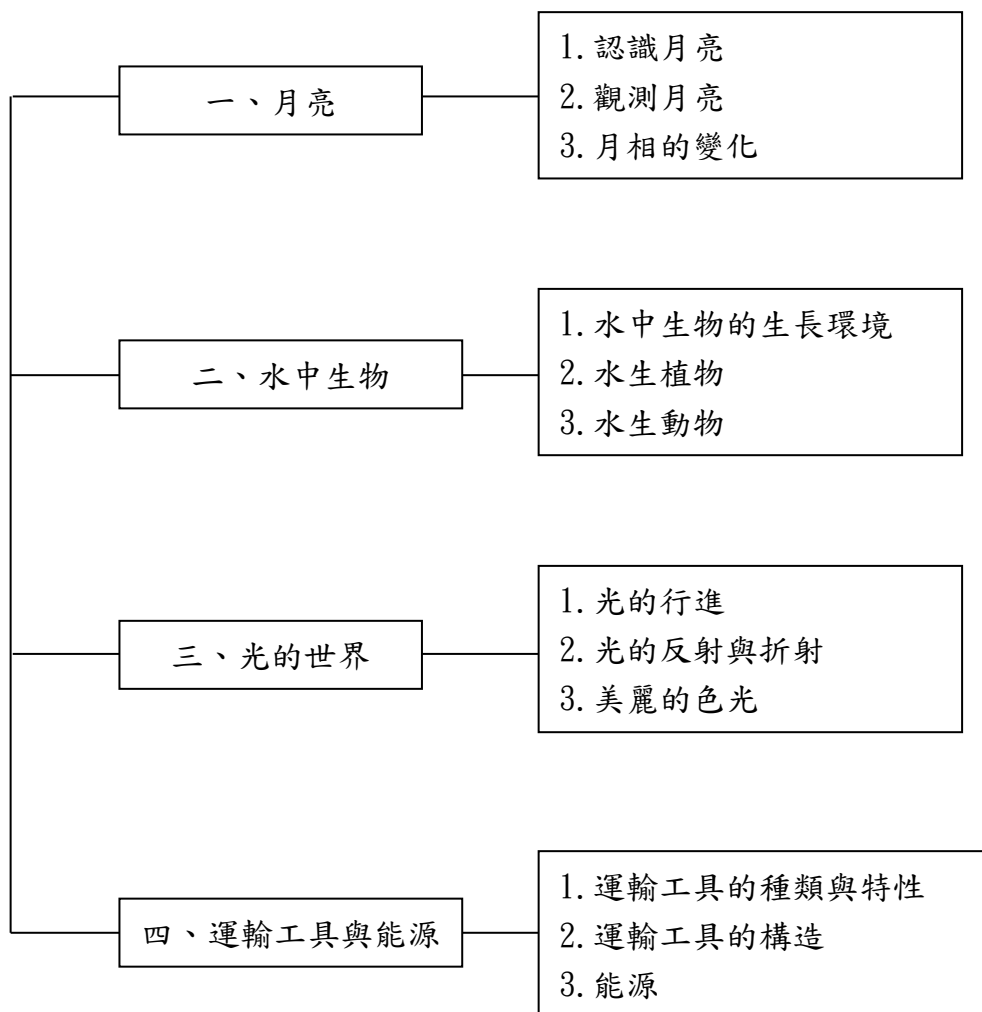 一、月亮
1.認識月亮
2.觀測月亮
3.月相的變化
二、水中生物
1.水中生物的生長環境
2.水生植物
3.水生動物
三、光的世界
1.光的行進
2.光的反射與折射
3.美麗的色光
四、運輸工具與能源
1.運輸工具的種類與特性
2.運輸工具的構造
3.能源